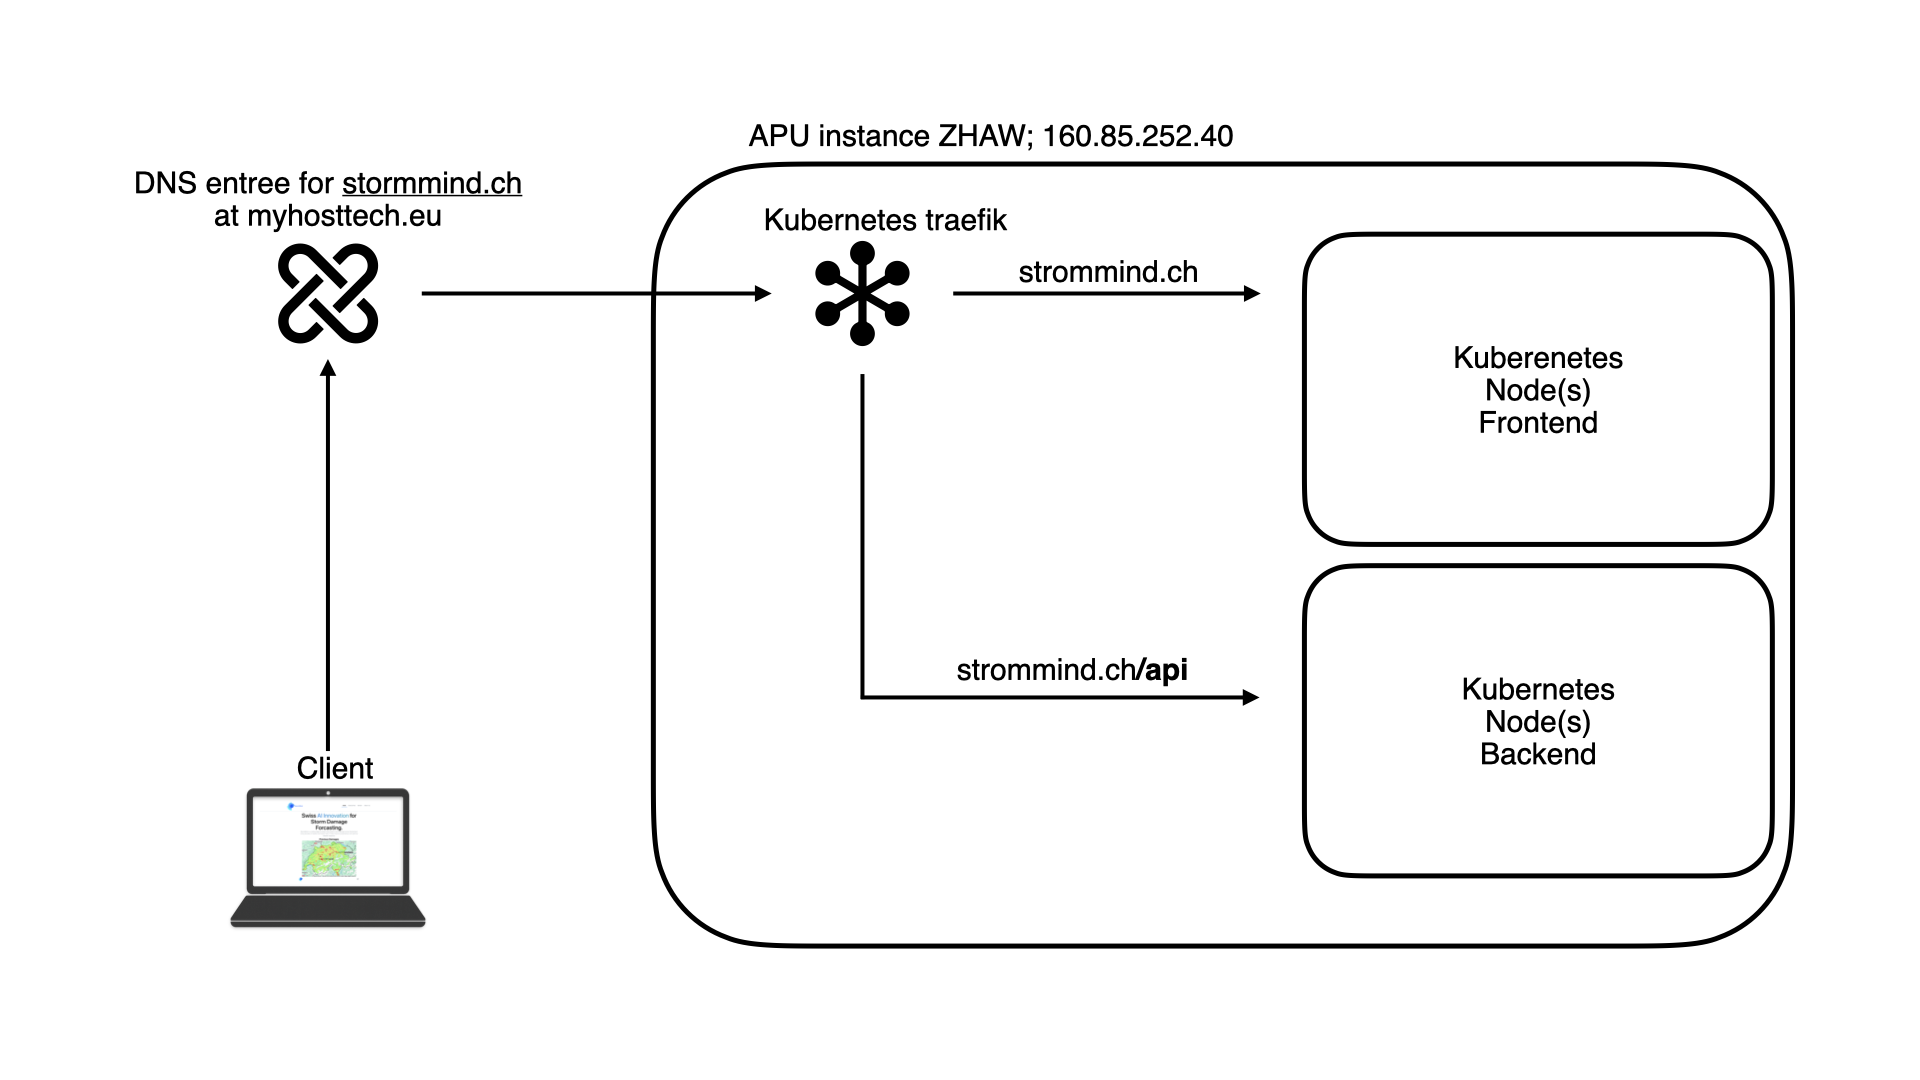 APU instance ZHAW; 160.85.252.40
DNS entree for stormmind.ch
at myhosttech.eu
Kubernetes traefik
strommind.ch
Kuberenetes
Node(s)
Frontend
strommind.ch/api
Kubernetes
Node(s)
Backend
Client
Swiss AI Innovation for
Storm Damage
Forcasting.